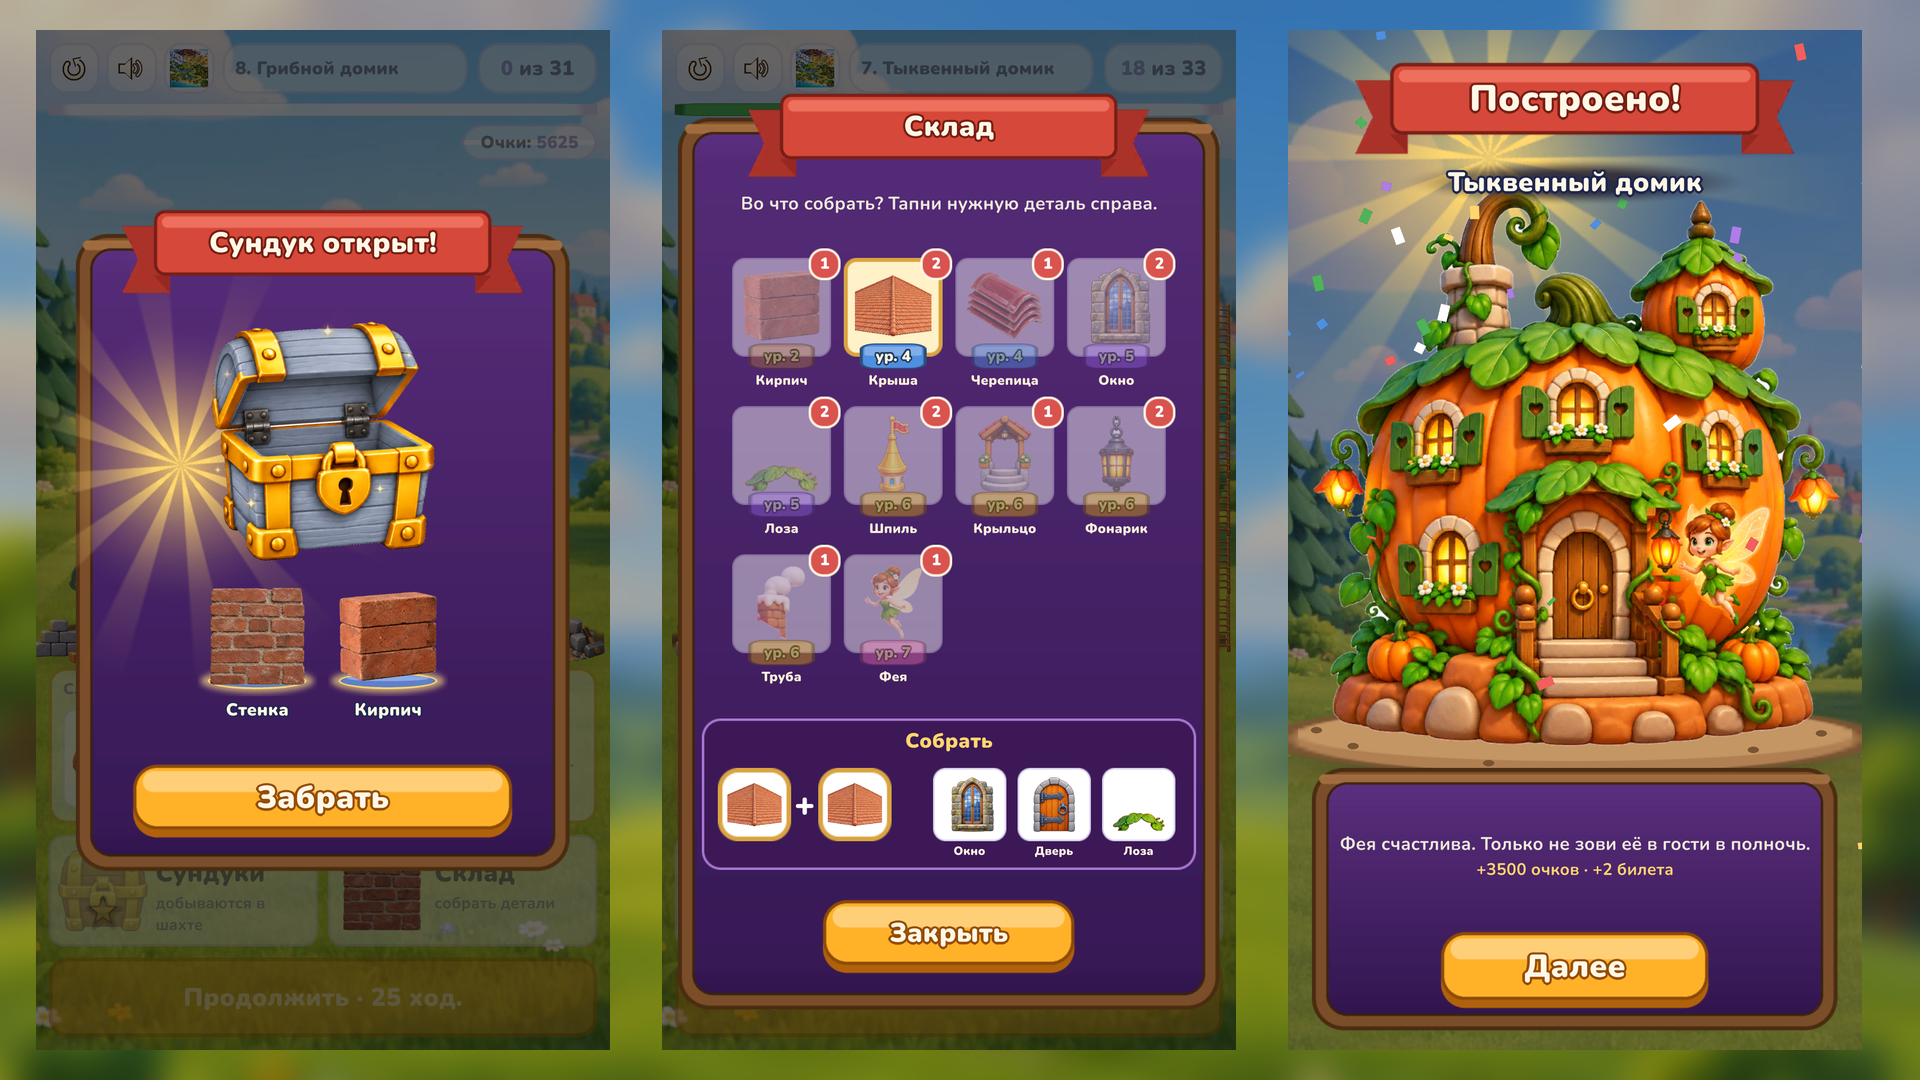 8. Грибной домик
0 из 31
Очки: 5625
Сундук открыт!
Стенка
Кирпич
Забрать
Сундуки
добываются в
шахте
Склад
собрать детали
Продолжить · 25 ход.
7. Тыквенный домик
18 из 33
Склад
Во что собрать? Тапни нужную деталь справа.
1
2
1
2
ур. 2
ур. 4
ур. 4
ур. 5
Кирпич
Крыша
Черепица
Окно
2
2
1
2
ур. 5
ур. 6
ур. 6
ур. 6
Лоза
Шпиль
Крыльцо
Фонарик
1
1
ур. 6
ур. 7
Труба
Фея
Собрать
+
Окно
Дверь
Лоза
Закрыть
Построено!
Тыквенный домик
Фея счастлива. Только не зови её в гости в полночь.
+3500 очков · +2 билета
Далее